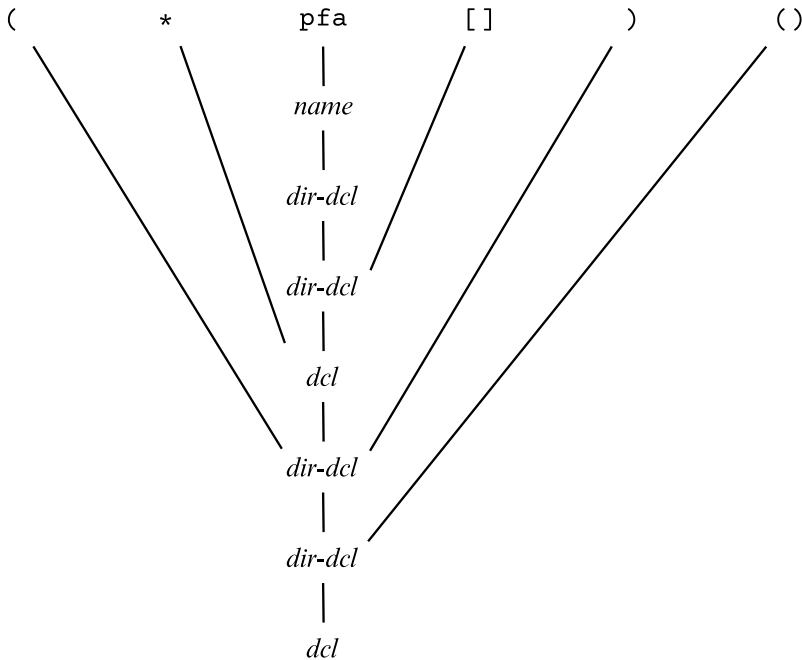 ( * pfa [] ) ()
name
dir-dcl
dir-dcl
dcl
dir-dcl
dir-dcl
dcl